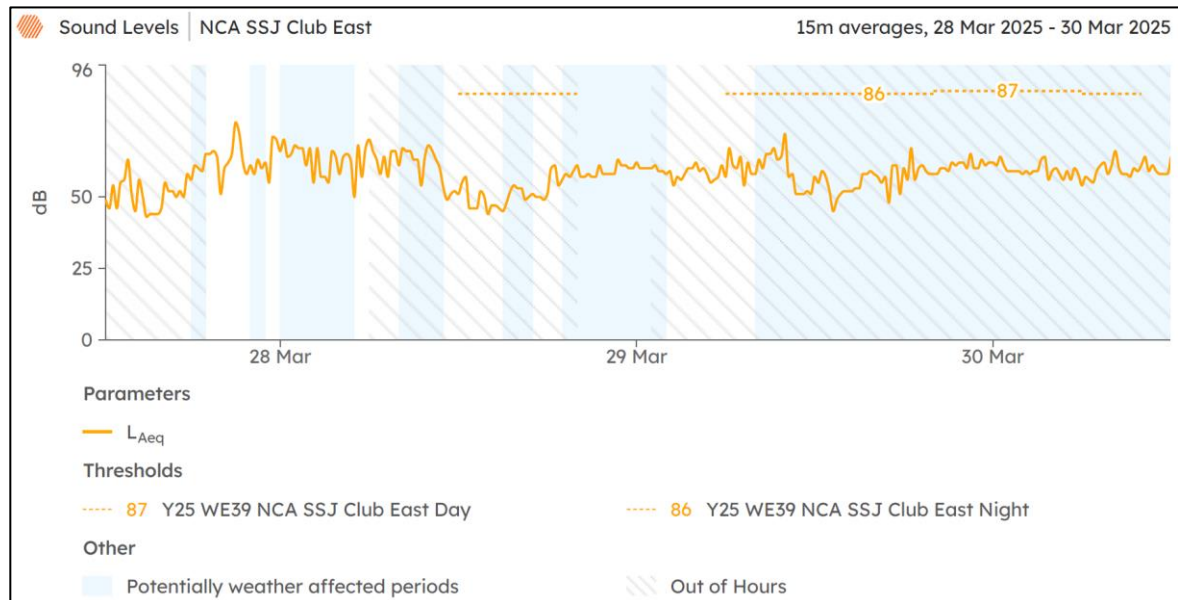 Sound Levels | NCA SSJ Club East 15m averages, 28 Mar 2025 - 30 Mar 2025
96
86
87
50
dB
25
0
28 Mar 29 Mar 30 Mar
Parameters
LAeq
Thresholds
87 Y25 WE39 NCA SSJ Club East Day 86 Y25 WE39 NCA SSJ Club East Night
Other
Potentially weather affected periods Out of Hours